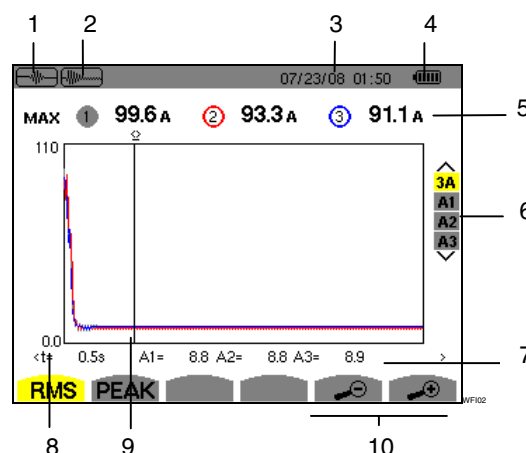 1 2 3 4
07/23/08 01:50
MAX 1 99.6 A 2 93.3 A 3 91.1 A 5
110
3A
A1 6
A2
A3
0.0
<t= 0.5s A1= 8.8 A2= 8.8 A3= 8.9 > 7
RMS PEAK
WFI02
8 9 10